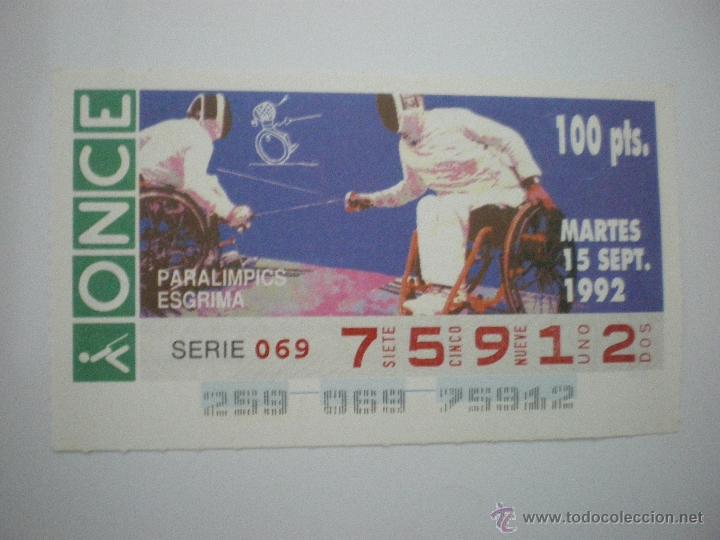 ONCE
100 pts.
MARTES
15 SEPT.
1992
PARALIMPICS
ESGRIMA
SERIE 069
7 SIETE 5 CINCO 9 NUEVE 1 UNO 2 DOS
259 069 75912
© todocoleccion
www.todocoleccion.net